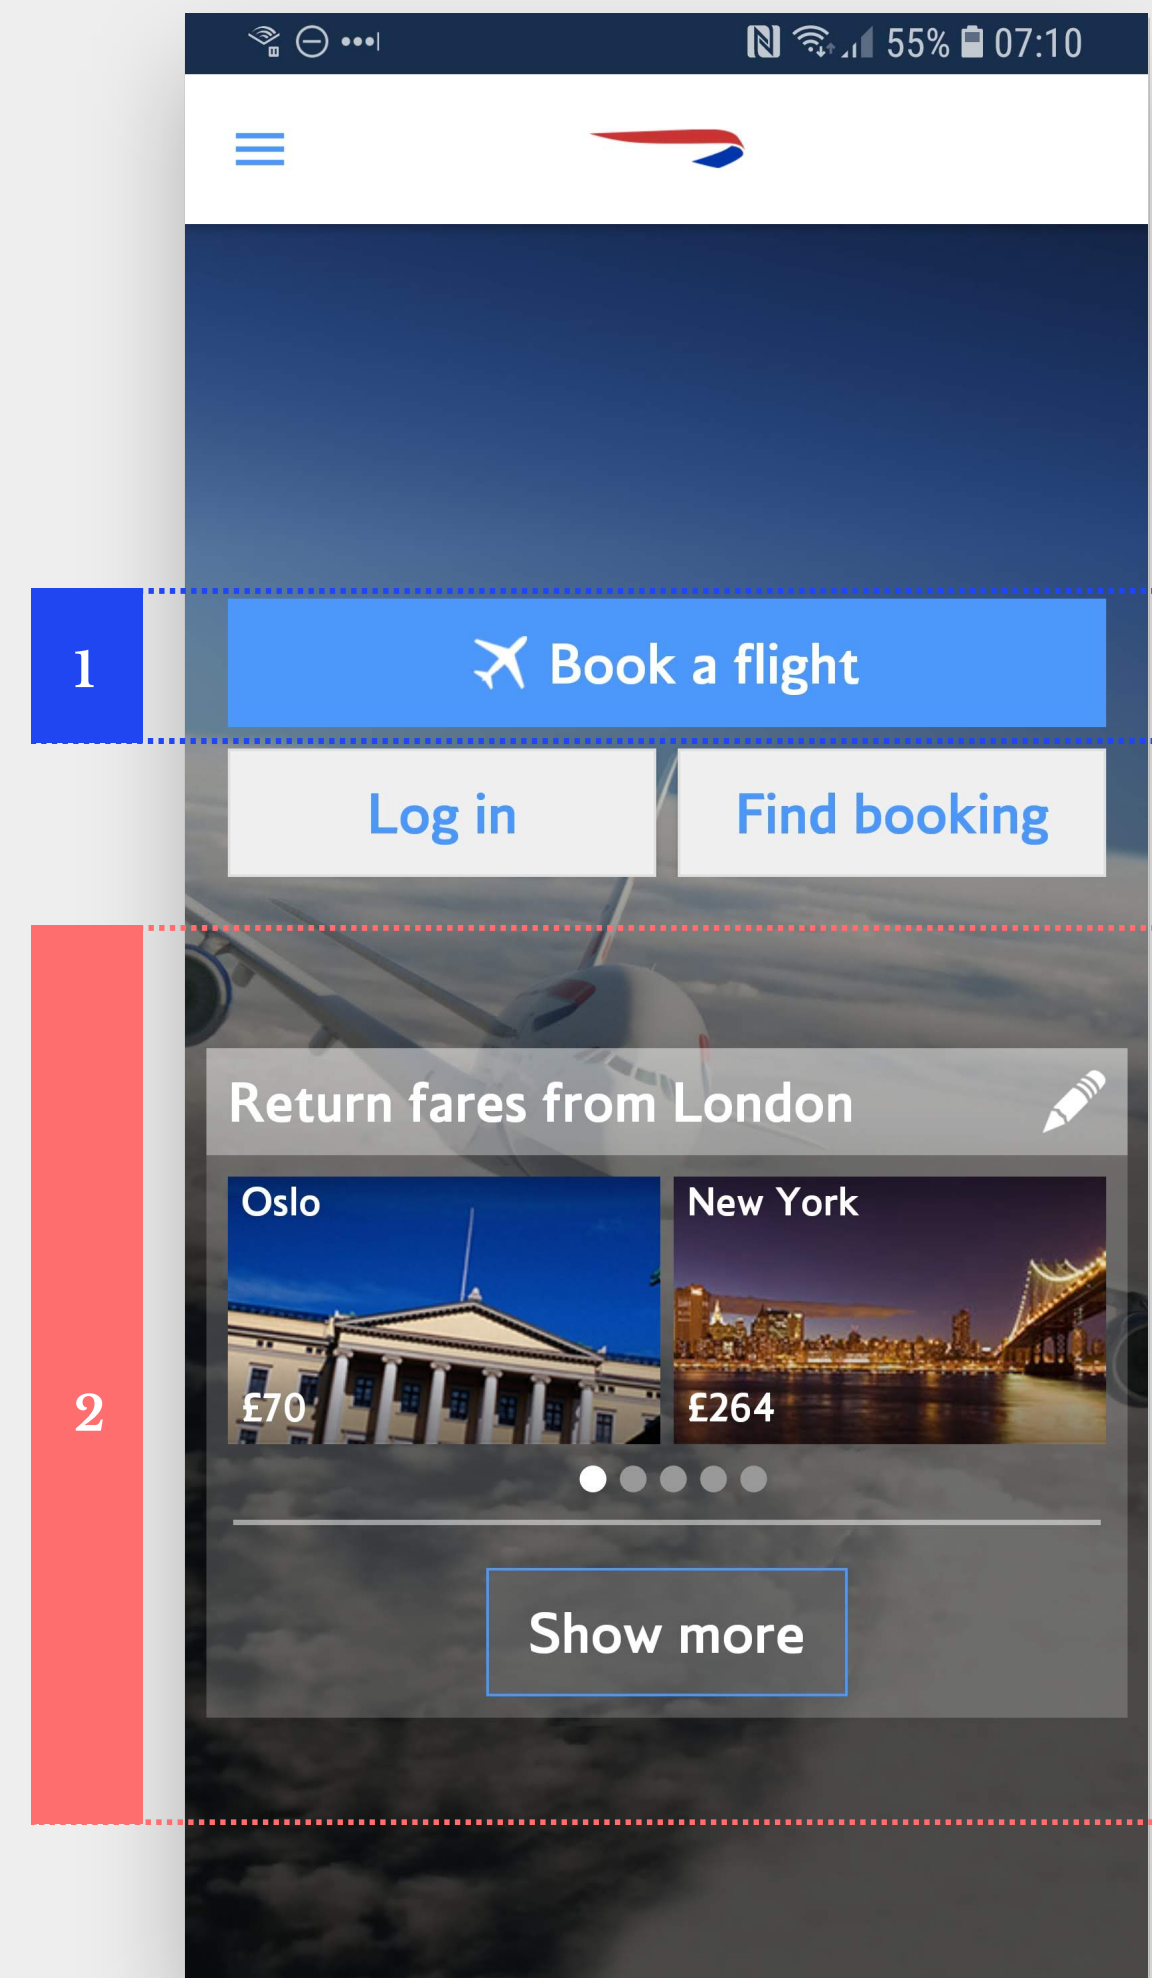 55% 07:10
1
Book a flight
Log in
Find booking
Return fares from London
Oslo
New York
2
£70
£264
Show more